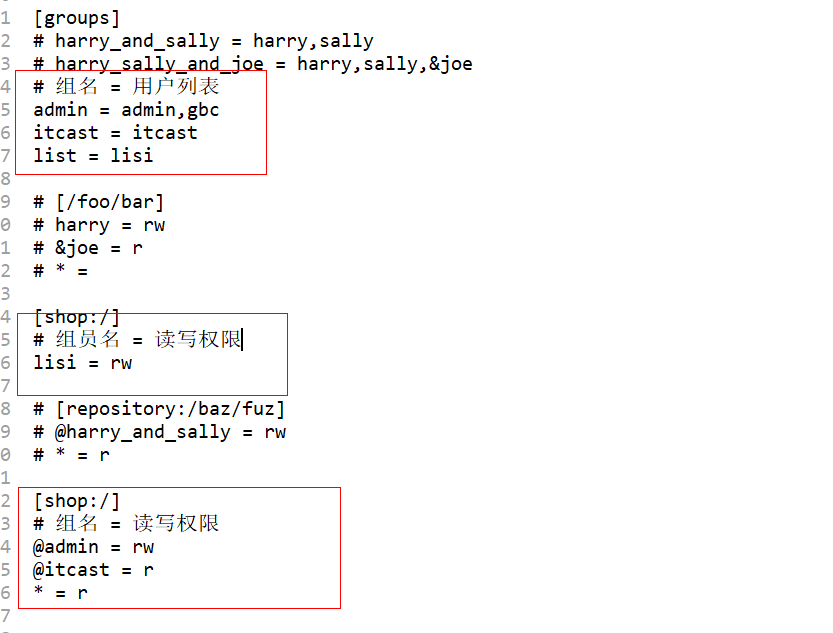 1 [groups]
2 # harry_and_sally = harry,sally
3 # harry_sally_and_joe = harry,sally,&joe
4 # 组名 = 用户列表
5 admin = admin,gbc
6 itcast = itcast
7 list = lisi
8
9 # [/foo/bar]
0 # harry = rw
1 # &joe = r
2 # * =
3
4 [shop:/]
5 # 组员名 = 读写权限
6 lisi = rw
7
8 # [repository:/baz/fuz]
9 # @harry_and_sally = rw
0 # * = r
1
2 [shop:/]
3 # 组名 = 读写权限
4 @admin = rw
5 @itcast = r
6 * = r
7